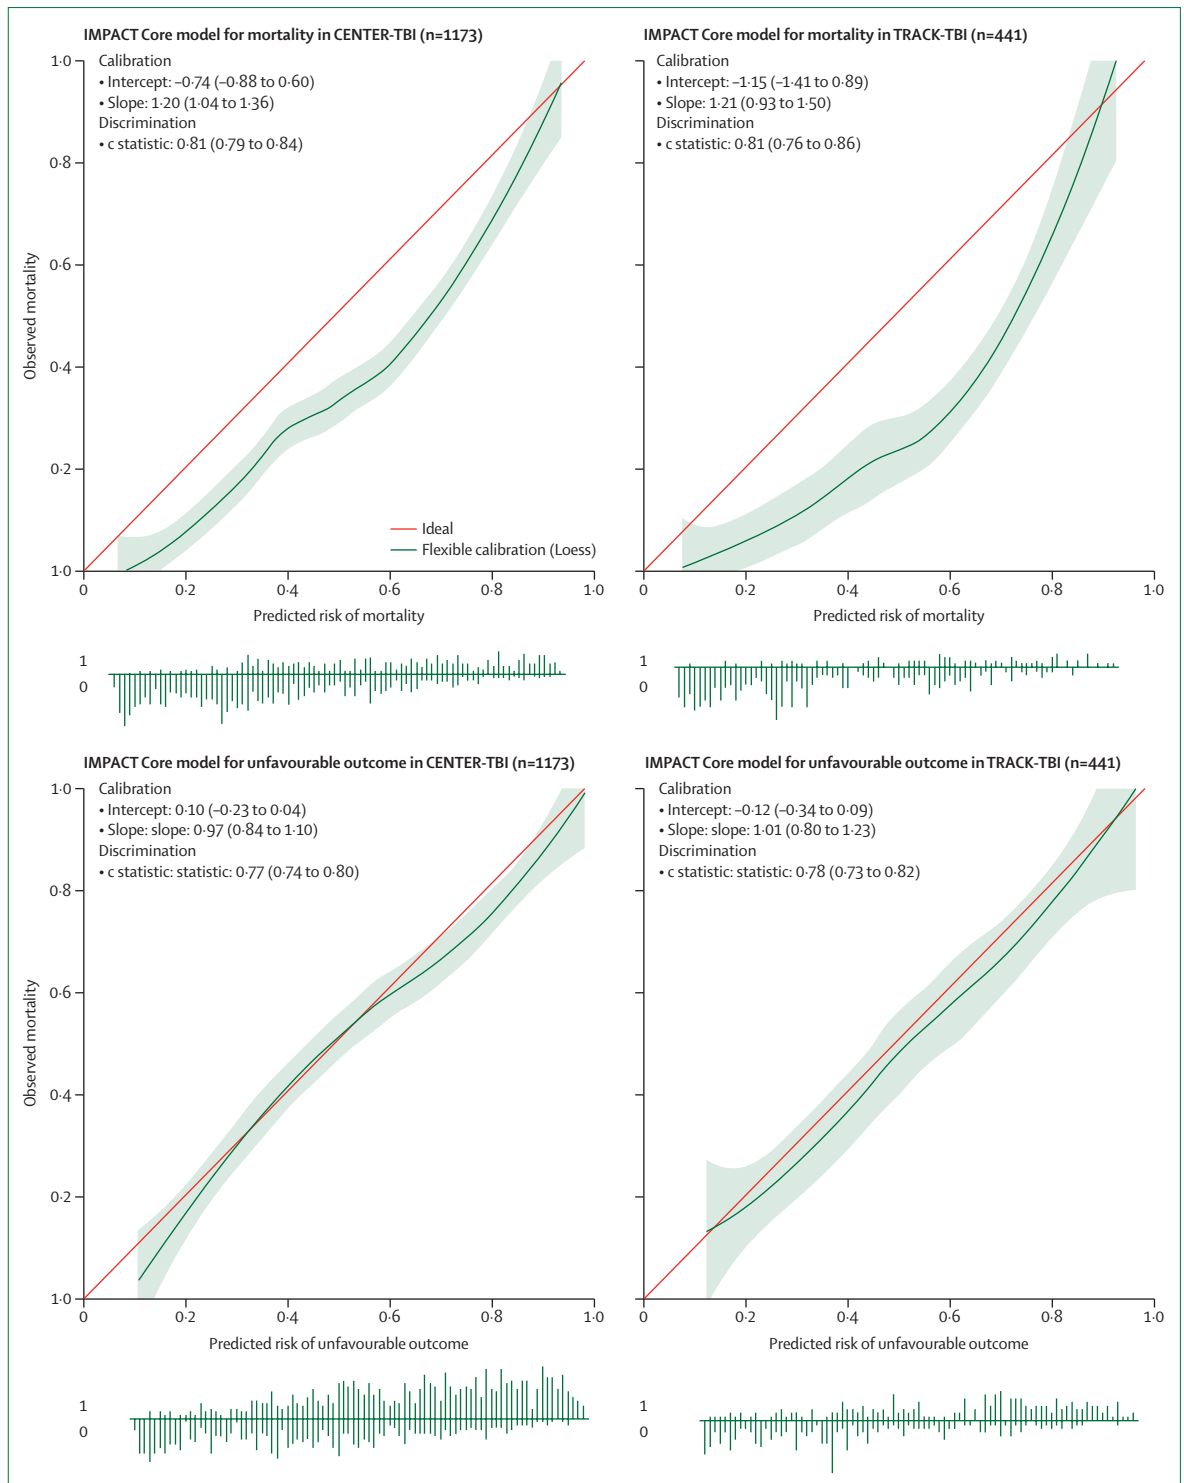 IMPACT Core model for mortality in CENTER-TBI (n=1173)
Calibration
• Intercept: –0·74 (–0·88 to 0·60)
• Slope: 1·20 (1·04 to 1·36)
Discrimination
• c statistic: 0·81 (0·79 to 0·84)
1·0
0·8
0·6
0·4
0·2
1·0
Observed mortality
Ideal
Flexible calibration (Loess)
0 0·2 0·4 0·6 0·8 1·0
Predicted risk of mortality
1
0
IMPACT Core model for mortality in TRACK-TBI (n=441)
Calibration
• Intercept: –1·15 (–1·41 to 0·89)
• Slope: 1·21 (0·93 to 1·50)
Discrimination
• c statistic: 0·81 (0·76 to 0·86)
0 0·2 0·4 0·6 0·8 1·0
Predicted risk of mortality
1
0
IMPACT Core model for unfavourable outcome in CENTER-TBI (n=1173)
Calibration
• Intercept: 0·10 (–0·23 to 0·04)
• Slope: slope: 0·97 (0·84 to 1·10)
Discrimination
• c statistic: statistic: 0·77 (0·74 to 0·80)
1·0
0·8
0·6
0·4
0·2
1·0
Observed mortality
0 0·2 0·4 0·6 0·8 1·0
Predicted risk of unfavourable outcome
1
0
IMPACT Core model for unfavourable outcome in TRACK-TBI (n=441)
Calibration
• Intercept: –0·12 (–0·34 to 0·09)
• Slope: slope: 1·01 (0·80 to 1·23)
Discrimination
• c statistic: statistic: 0·78 (0·73 to 0·82)
0 0·2 0·4 0·6 0·8 1·0
Predicted risk of unfavourable outcome
1
0